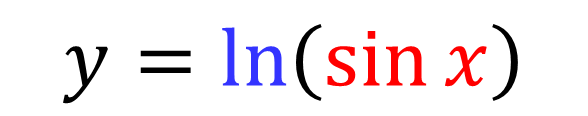 y = ln(sin x)